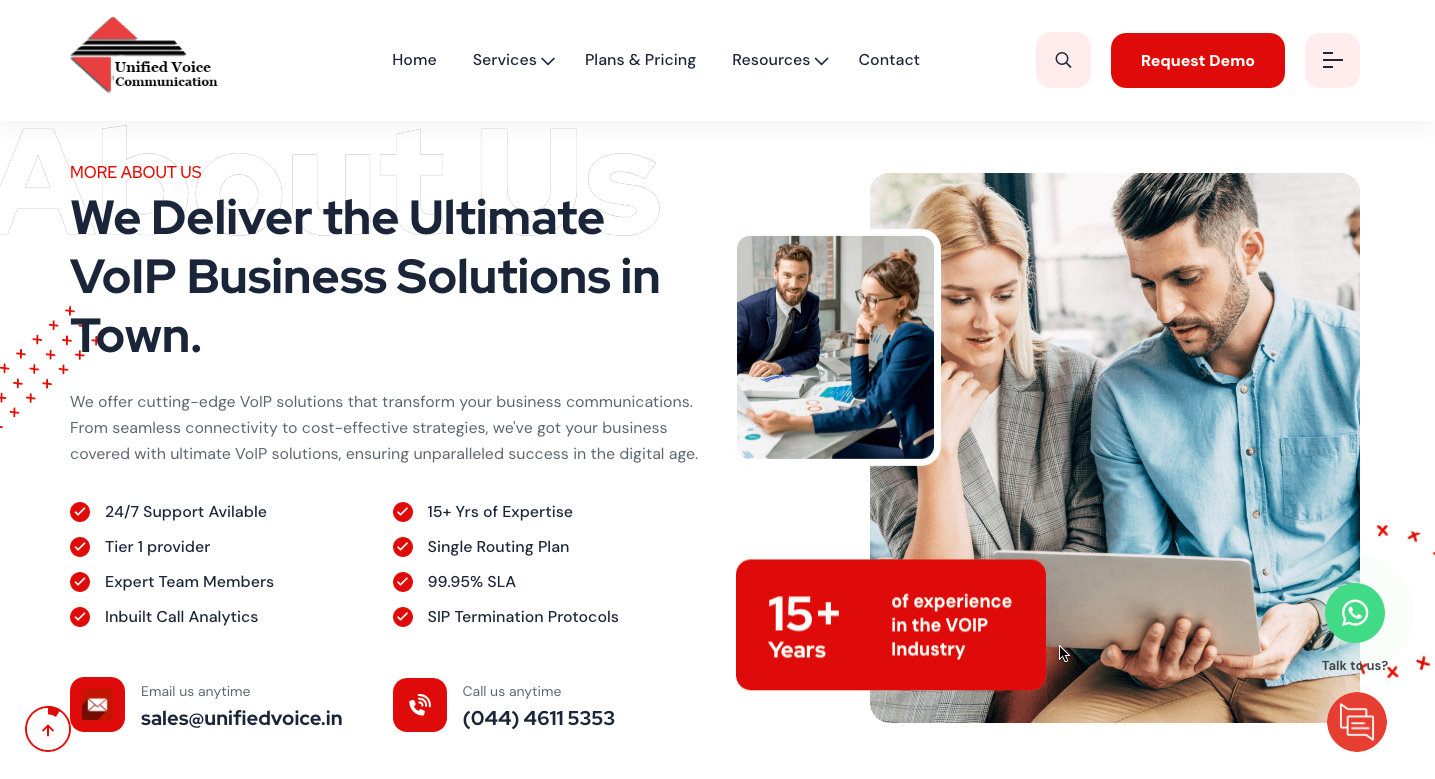 Unified Voice
Communication
Home
Services
Plans & Pricing
Resources
Contact
Request Demo
About Us
MORE ABOUT US
We Deliver the Ultimate
VoIP Business Solutions in
Town.
We offer cutting-edge VoIP solutions that transform your business communications.
From seamless connectivity to cost-effective strategies, we've got your business
covered with ultimate VoIP solutions, ensuring unparalleled success in the digital age.
24/7 Support Avilable
15+ Yrs of Expertise
Tier 1 provider
Single Routing Plan
Expert Team Members
99.95% SLA
Inbuilt Call Analytics
SIP Termination Protocols
Email us anytime
sales@unifiedvoice.in
Call us anytime
(044) 4611 5353
15+
Years
of experience
in the VOIP
Industry
Talk to us?